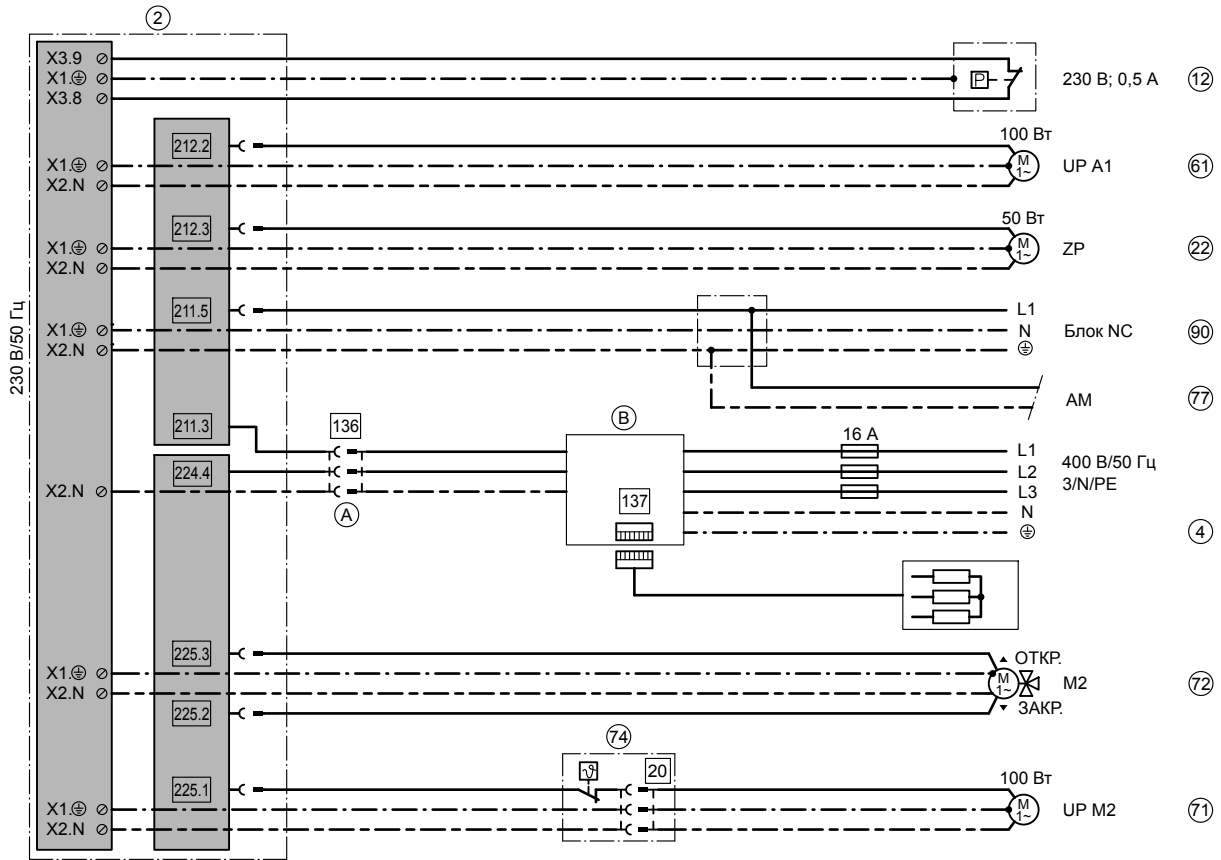 2
X3.9
X1.⏚
X3.8
P
230 В; 0,5 А
12
100 Вт
212.2
X1.⏚
X2.N
M
1~
UP A1
61
50 Вт
212.3
X1.⏚
X2.N
M
1~
ZP
22
230 В/50 Гц
211.5
X1.⏚
X2.N
L1
N
⏚
Блок NC
90
AM
77
211.3
136
B
16 А
L1
L2
L3
N
⏚
400 В/50 Гц
3/N/PE
224.4
X2.N
A
137
4
225.3
X1.⏚
X2.N
225.2
ОТКР.
M
1~
ЗАКР.
M2
72
74
225.1
ϑ
20
X1.⏚
X2.N
100 Вт
M
1~
UP M2
71